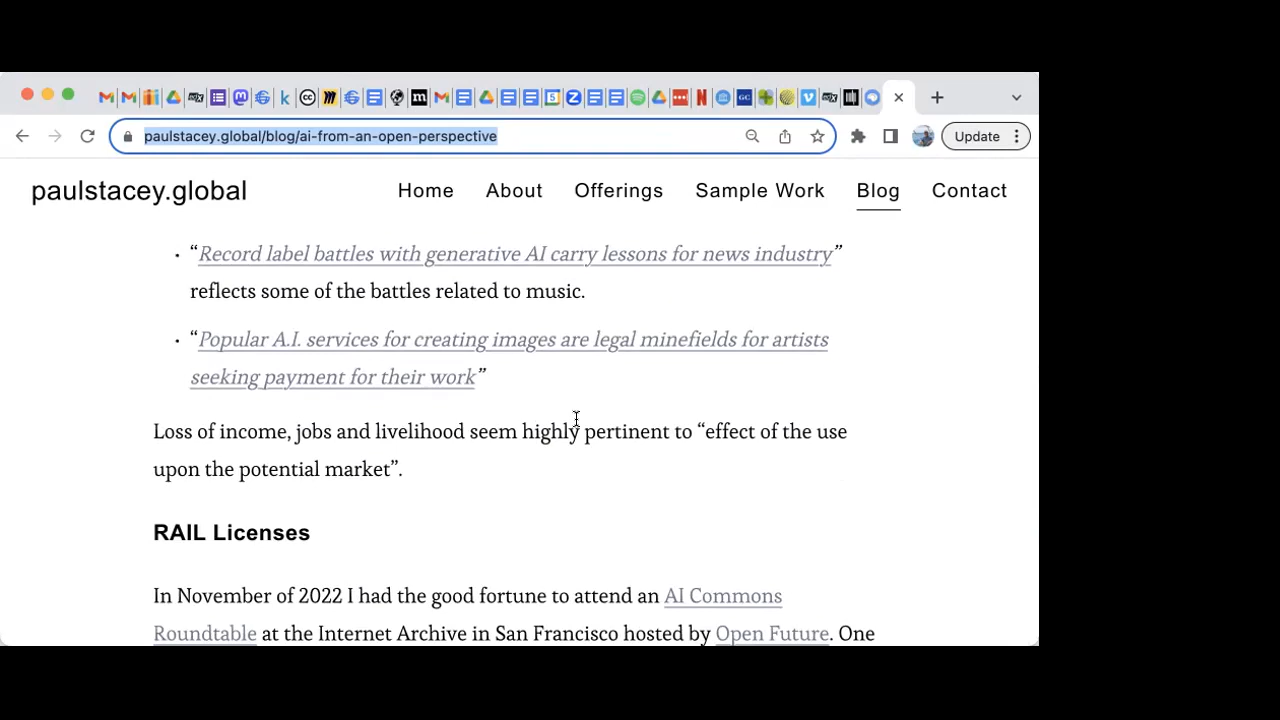 paulstacey.global/blog/ai-from-an-open-perspective
Update
paulstacey.global
Home
About
Offerings
Sample Work
Blog
Contact
• “Record label battles with generative AI carry lessons for news industry”
reflects some of the battles related to music.
• “Popular A.I. services for creating images are legal minefields for artists
seeking payment for their work”
Loss of income, jobs and livelihood seem highly pertinent to “effect of the use
upon the potential market”.
RAIL Licenses
In November of 2022 I had the good fortune to attend an AI Commons
Roundtable at the Internet Archive in San Francisco hosted by Open Future. One